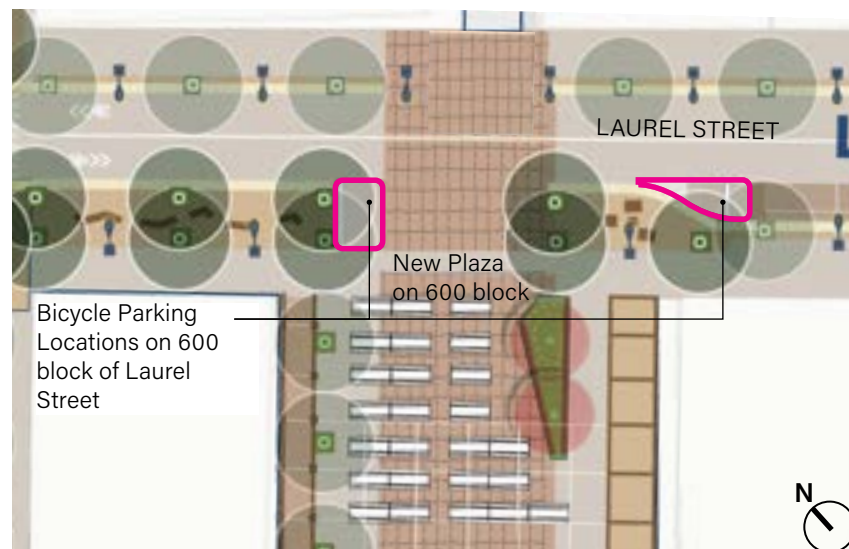 LAUREL STREET
New Plaza
on 600 block
Bicycle Parking
Locations on 600
block of Laurel
Street
N